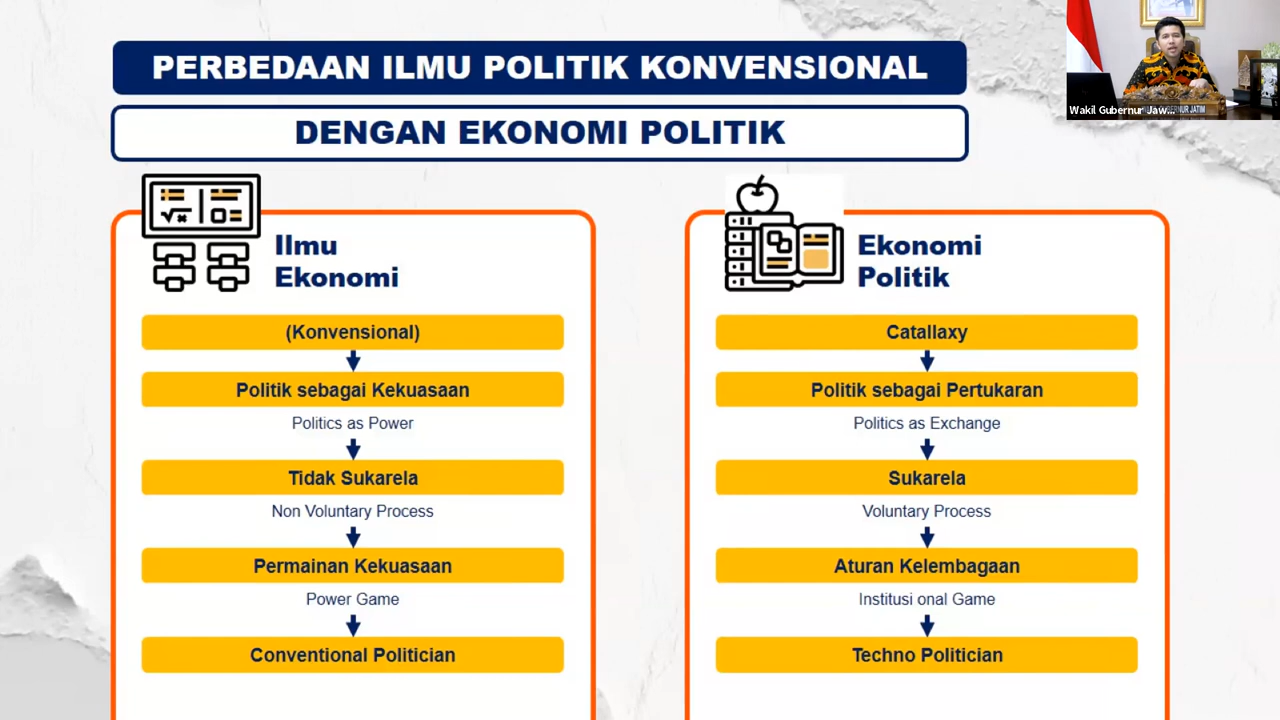 PERBEDAAN ILMU POLITIK KONVENSIONAL
DENGAN EKONOMI POLITIK
Wakil Gubernur Jaw...
Ilmu
Ekonomi
(Konvensional)
Politik sebagai Kekuasaan
Politics as Power
Tidak Sukarela
Non Voluntary Process
Permainan Kekuasaan
Power Game
Conventional Politician
Ekonomi
Politik
Catallaxy
Politik sebagai Pertukaran
Politics as Exchange
Sukarela
Voluntary Process
Aturan Kelembagaan
Institusi onal Game
Techno Politician